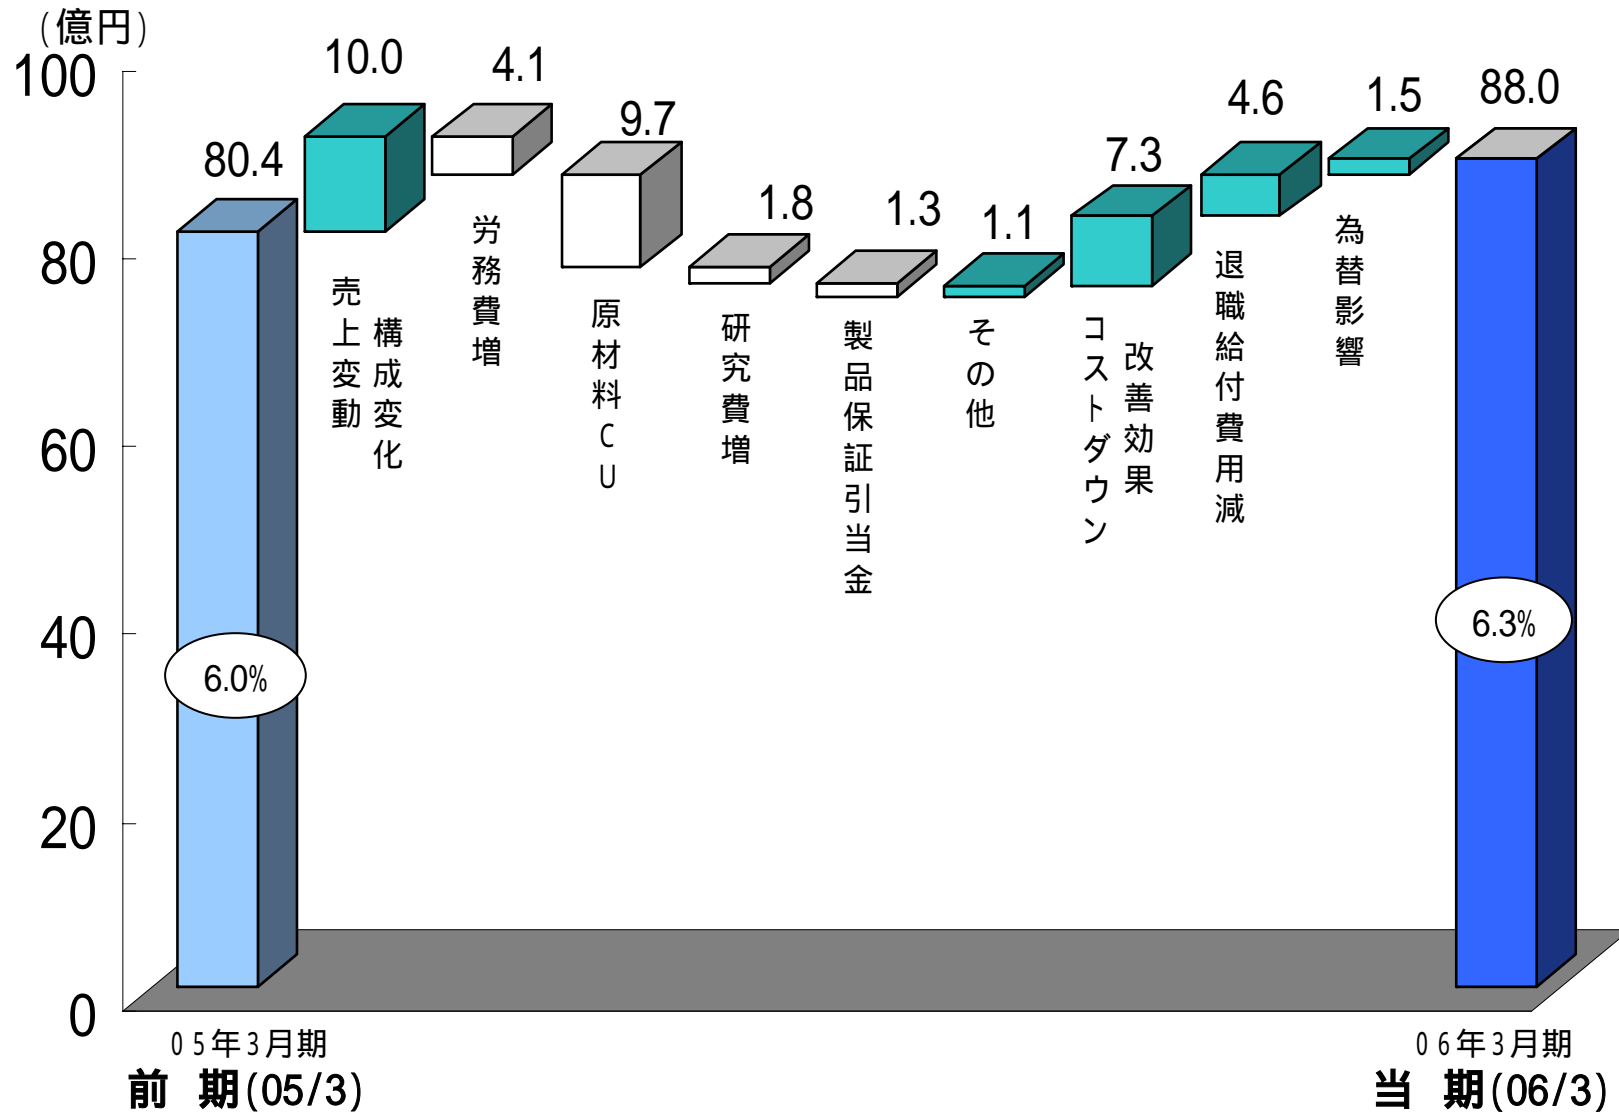 (億円)
100
80
60
40
20
0
80.4
10.0
4.1
9.7
1.8
1.3
1.1
7.3
4.6
1.5
88.0
売上変動
構成変化
労務費増
原材料CU
研究費増
製品保証引当金
その他
コストダウン
改善効果
退職給付費用減
為替影響
6.0%
6.3%
05年3月期
前 期(05/3)
06年3月期
当 期(06/3)